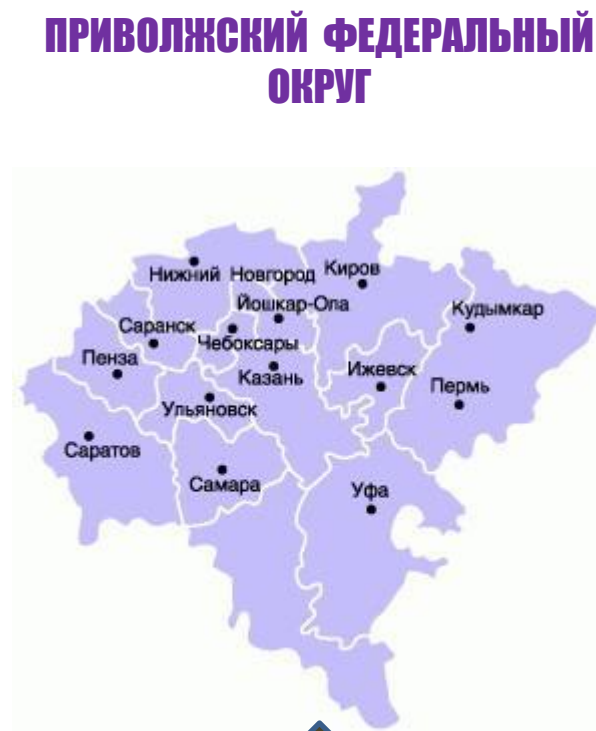 ПРИВОЛЖСКИЙ ФЕДЕРАЛЬНЫЙ
ОКРУГ
Киров
Нижний Новгород
Йошкар-Ола
Кудымкар
Саранск
Чебоксары
Пенза
Ижевск
Казань
Пермь
Ульяновск
Саратов
Самара
Уфа